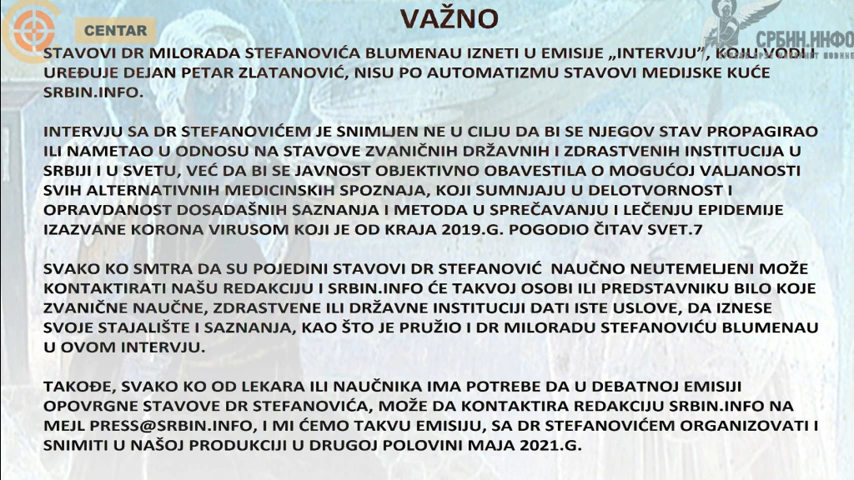 VAŽNO
CENTAR
СРБИН.ИНФО
STAVOVI DR MILORADA STEFANOVIĆA BLUMENAU IZNETI U EMISIJE „INTERVJU”, KOJU VODI I
UREĐUJE DEJAN PETAR ZLATANOVIĆ, NISU PO AUTOMATIZMU STAVOVI MEDIJSKE KUĆE
SRBIN.INFO.
INTERVJU SA DR STEFANOVIĆEM JE SNIMLJEN NE U CILJU DA BI SE NJEGOV STAV PROPAGIRAO
ILI NAMETAO U ODNOSU NA STAVOVE ZVANIČNIH DRŽAVNIH I ZDRASTVENIH INSTITUCIJA U
SRBIJI I U SVETU, VEĆ DA BI SE JAVNOST OBJEKTIVNO OBAVESTILA O MOGUĆOJ VALJANOSTI
SVIH ALTERNATIVNIH MEDICINSKIH SPOZNAJA, KOJI SUMNJAJU U DELOTVORNOST I
OPRAVDANOST DOSADAŠNIH SAZNANJA I METODA U SPREČAVANJU I LEČENJU EPIDEMIJE
IZAZVANE KORONA VIRUSOM KOJI JE OD KRAJA 2019.G. POGODIO ČITAV SVET.7
SVAKO KO SMTRA DA SU POJEDINI STAVOVI DR STEFANOVIĆ NAUČNO NEUTEMELJENI MOŽE
KONTAKTIRATI NAŠU REDAKCIJU I SRBIN.INFO ĆE TAKVOJ OSOBI ILI PREDSTAVNIKU BILO KOJE
ZVANIČNE NAUČNE, ZDRASTVENE ILI DRŽAVNE INSTITUCIJI DATI ISTE USLOVE, DA IZNESE
SVOJE STAJALIŠTE I SAZNANJA, KAO ŠTO JE PRUŽIO I DR MILORADU STEFANOVIĆU BLUMENAU
U OVOM INTERVJU.
TAKOĐE, SVAKO KO OD LEKARA ILI NAUČNIKA IMA POTREBE DA U DEBATNOJ EMISIJI
OPOVRGNE STAVOVE DR STEFANOVIĆA, MOŽE DA KONTAKTIRA REDAKCIJU SRBIN.INFO NA
MEJL PRESS@SRBIN.INFO, I MI ĆEMO TAKVU EMISIJU, SA DR STEFANOVIĆEM ORGANIZOVATI I
SNIMITI U NAŠOJ PRODUKCIJI U DRUGOJ POLOVINI MAJA 2021.G.